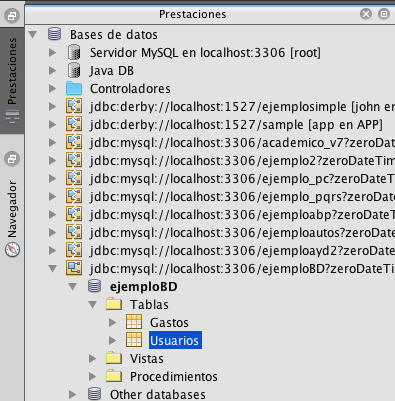 Prestaciones
Prestaciones
Navegador
Bases de datos
Servidor MySQL en localhost:3306 [root]
Java DB
Controladores
jdbc:derby://localhost:1527/ejemplosimple [john en
jdbc:derby://localhost:1527/sample [app en APP]
jdbc:mysql://localhost:3306/academico_v7?zeroDat
jdbc:mysql://localhost:3306/ejemplo2?zeroDateTim
jdbc:mysql://localhost:3306/ejemplo_pc?zeroDateT
jdbc:mysql://localhost:3306/ejemplo_pqrs?zeroDat
jdbc:mysql://localhost:3306/ejemploabp?zeroDateT
jdbc:mysql://localhost:3306/ejemploautos?zeroDat
jdbc:mysql://localhost:3306/ejemploayd2?zeroDat
jdbc:mysql://localhost:3306/ejemploBD?zeroDateTi
ejemploBD
Tablas
Gastos
Usuarios
Vistas
Procedimientos
Other databases